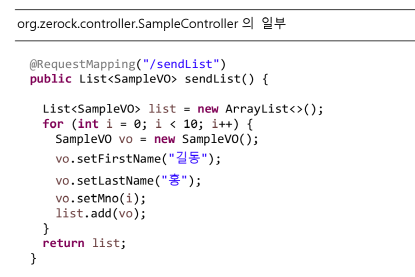 org.zerock.controller.SampleController 의 일부
@RequestMapping("/sendList")
public List<SampleVO> sendList() {
List<SampleVO> list = new ArrayList<>();
for (int i = 0; i < 10; i++) {
SampleVO vo = new SampleVO();
vo.setFirstName("길동");
vo.setLastName("홍");
vo.setMno(i);
list.add(vo);
}
return list;
}